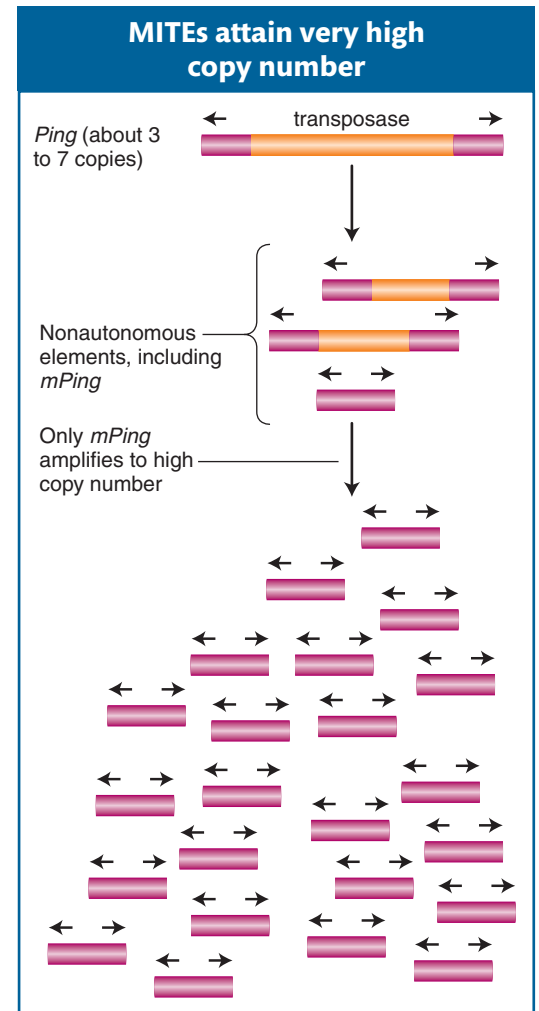 MITEs attain very high
copy number
transposase
Ping (about 3
to 7 copies)
Nonautonomous
elements, including
mPing
Only mPing
amplifies to high
copy number